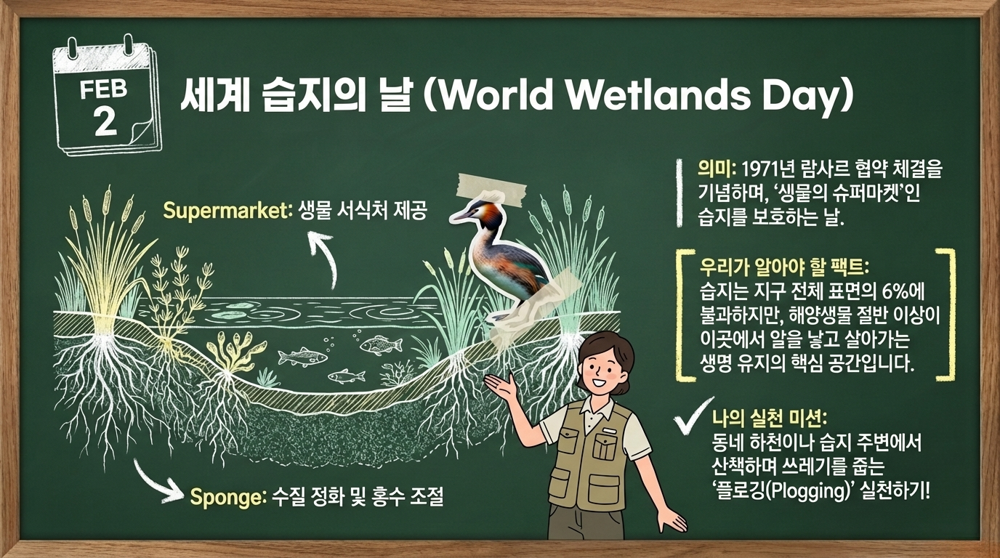 FEB
2
세계 습지의 날 (World Wetlands Day)
Supermarket: 생물 서식처 제공
Sponge: 수질 정화 및 홍수 조절
의미: 1971년 람사르 협약 체결을
기념하며, ‘생물의 슈퍼마켓’인
습지를 보호하는 날.
우리가 알아야 할 팩트:
습지는 지구 전체 표면의 6%에
불과하지만, 해양생물 절반 이상이
이곳에서 알을 낳고 살아가는
생명 유지의 핵심 공간입니다.
나의 실천 미션:
동네 하천이나 습지 주변에서
산책하며 쓰레기를 줍는
‘플로깅(Plogging)’ 실천하기!